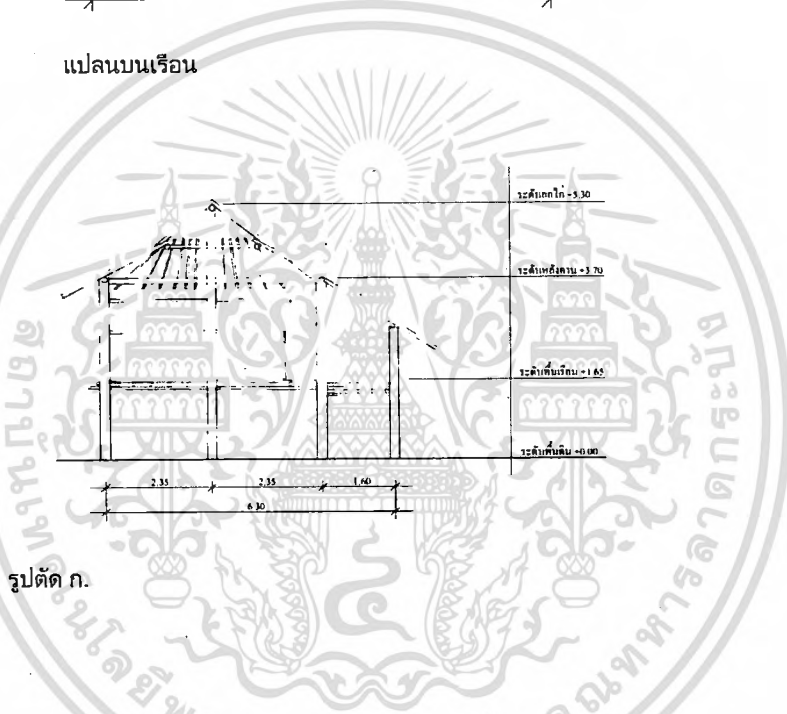 แปลนบนเรือน
ระดับอกไก่ +5.30
ระดับหลังคาน +3.70
ระดับพื้นเรือน +1.65
ระดับพื้นดิน +0.00
2.35 2.35 1.60
6.30
รูปตัด ก.